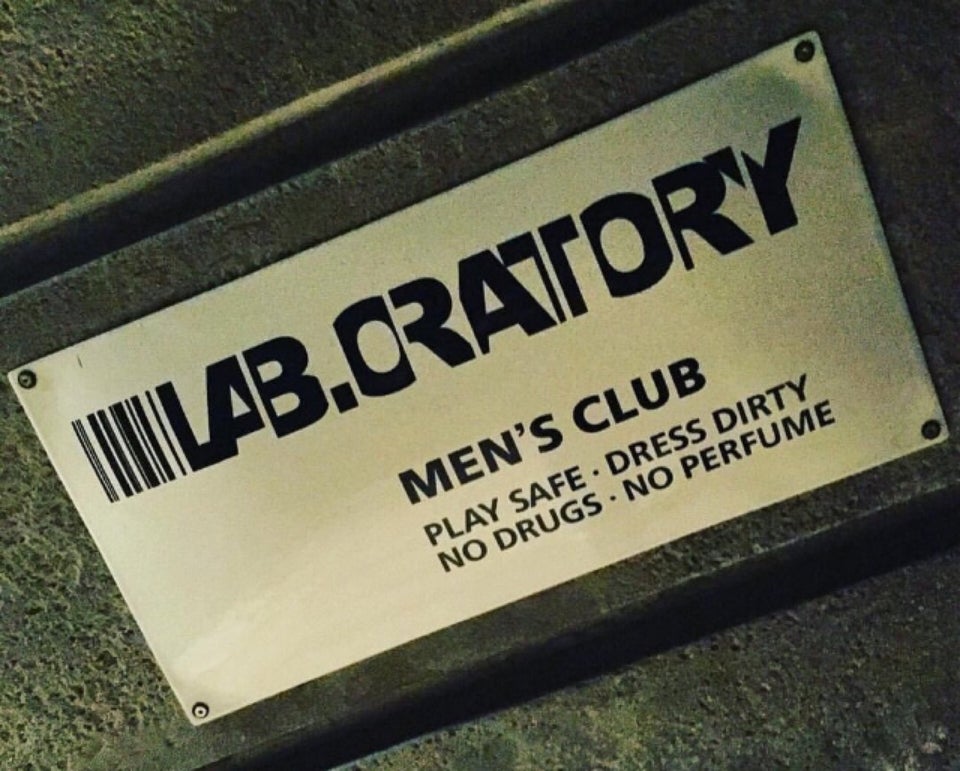 LAB.ORATORY
MEN'S CLUB
PLAY SAFE · DRESS DIRTY
NO DRUGS · NO PERFUME